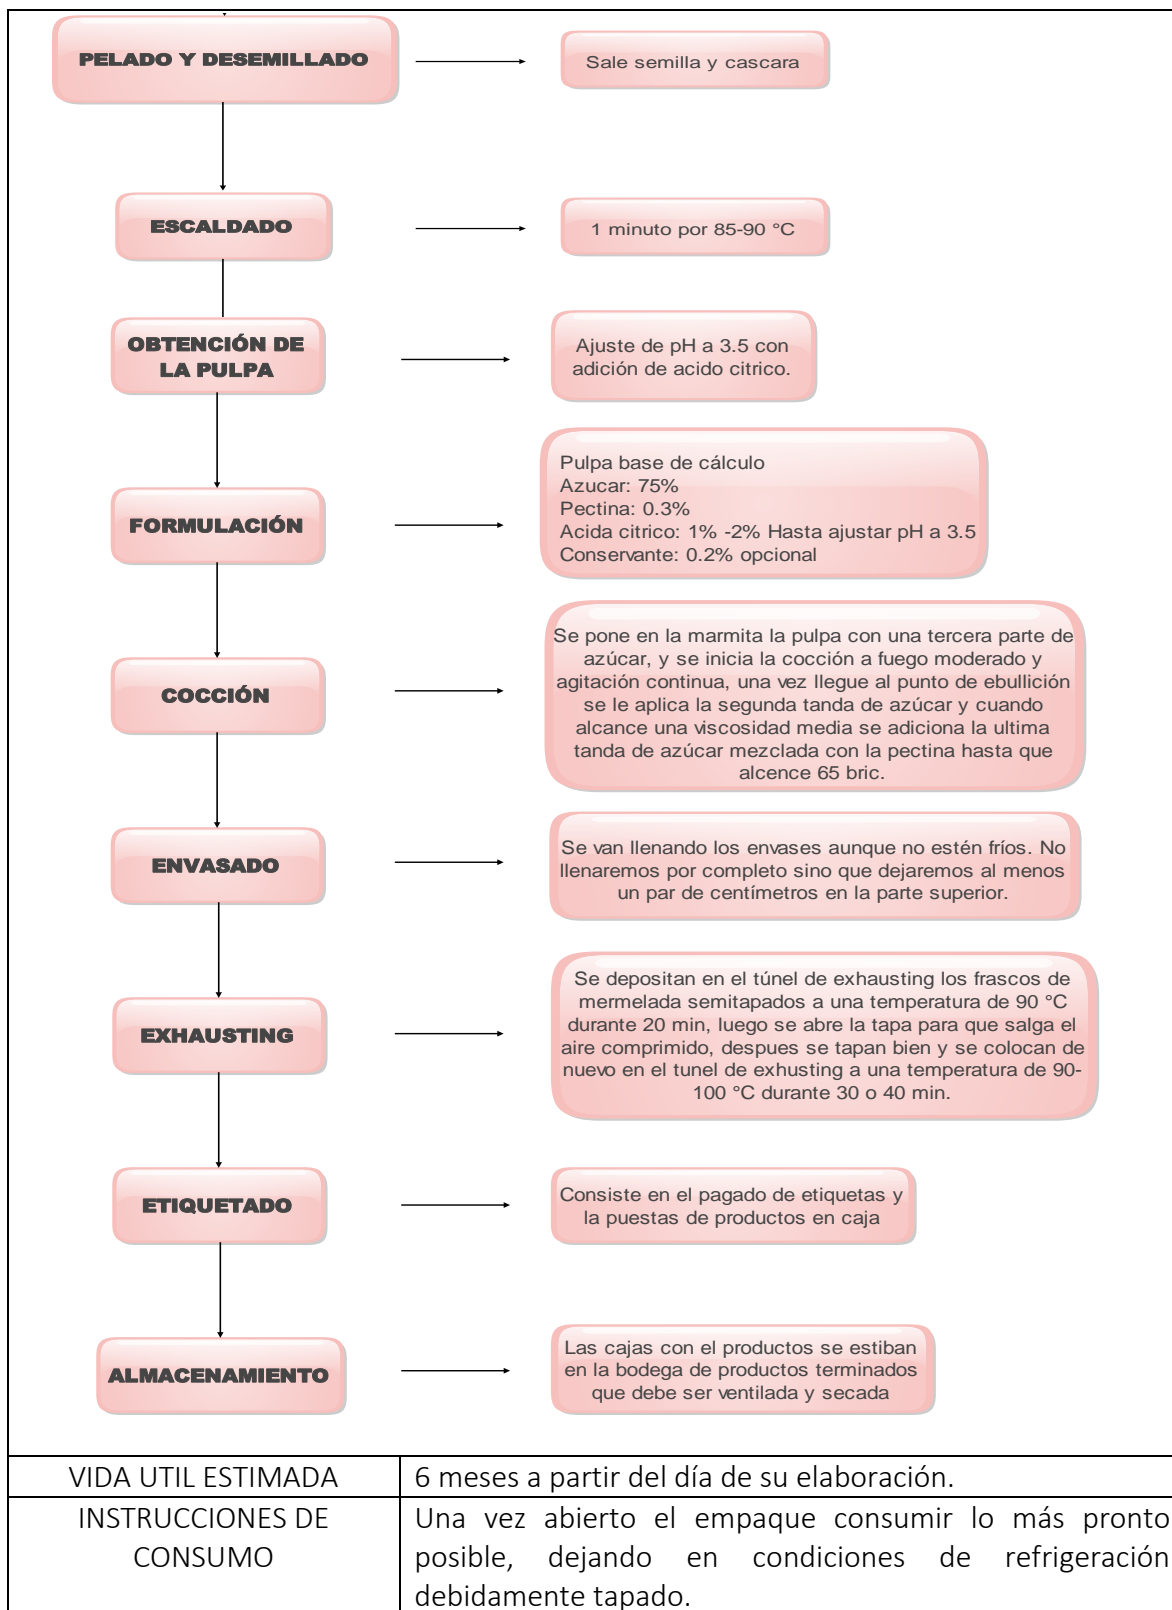 PELADO Y DESEMILLADO
Sale semilla y cascara
ESCALDADO
1 minuto por 85-90 °C
OBTENCIÓN DE
LA PULPA
Ajuste de pH a 3.5 con
adición de acido citrico.
FORMULACIÓN
Pulpa base de cálculo
Azucar: 75%
Pectina: 0.3%
Acida citrico: 1% -2% Hasta ajustar pH a 3.5
Conservante: 0.2% opcional
COCCIÓN
Se pone en la marmita la pulpa con una tercera parte de
azúcar, y se inicia la cocción a fuego moderado y
agitación continua, una vez llegue al punto de ebullición
se le aplica la segunda tanda de azúcar y cuando
alcance una viscosidad media se adiciona la ultima
tanda de azúcar mezclada con la pectina hasta que
alcence 65 bric.
ENVASADO
Se van llenando los envases aunque no estén fríos. No
llenaremos por completo sino que dejaremos al menos
un par de centímetros en la parte superior.
EXHAUSTING
Se depositan en el túnel de exhausting los frascos de
mermelada semitapados a una temperatura de 90 °C
durante 20 min, luego se abre la tapa para que salga el
aire comprimido, despues se tapan bien y se colocan de
nuevo en el tunel de exhusting a una temperatura de 90-
100 °C durante 30 o 40 min.
ETIQUETADO
Consiste en el pagado de etiquetas y
la puestas de productos en caja
ALMACENAMIENTO
Las cajas con el productos se estiban
en la bodega de productos terminados
que debe ser ventilada y secada
VIDA UTIL ESTIMADA
6 meses a partir del día de su elaboración.
INSTRUCCIONES DE
CONSUMO
Una vez abierto el empaque consumir lo más pronto
posible, dejando en condiciones de refrigeración
debidamente tapado.